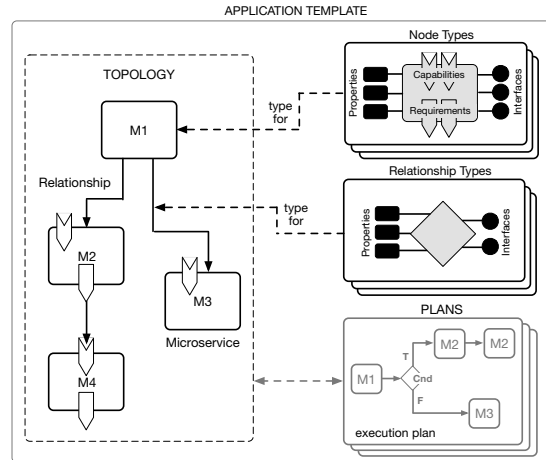 APPLICATION TEMPLATE
TOPOLOGY
M1
Relationship
M2
M3
Microservice
M4
type
for
type
for
Node Types
Properties
Capabilities
Requirements
Interfaces
Relationship Types
Properties
Interfaces
PLANS
M1
Cnd
T
M2
M2
F
M3
execution plan